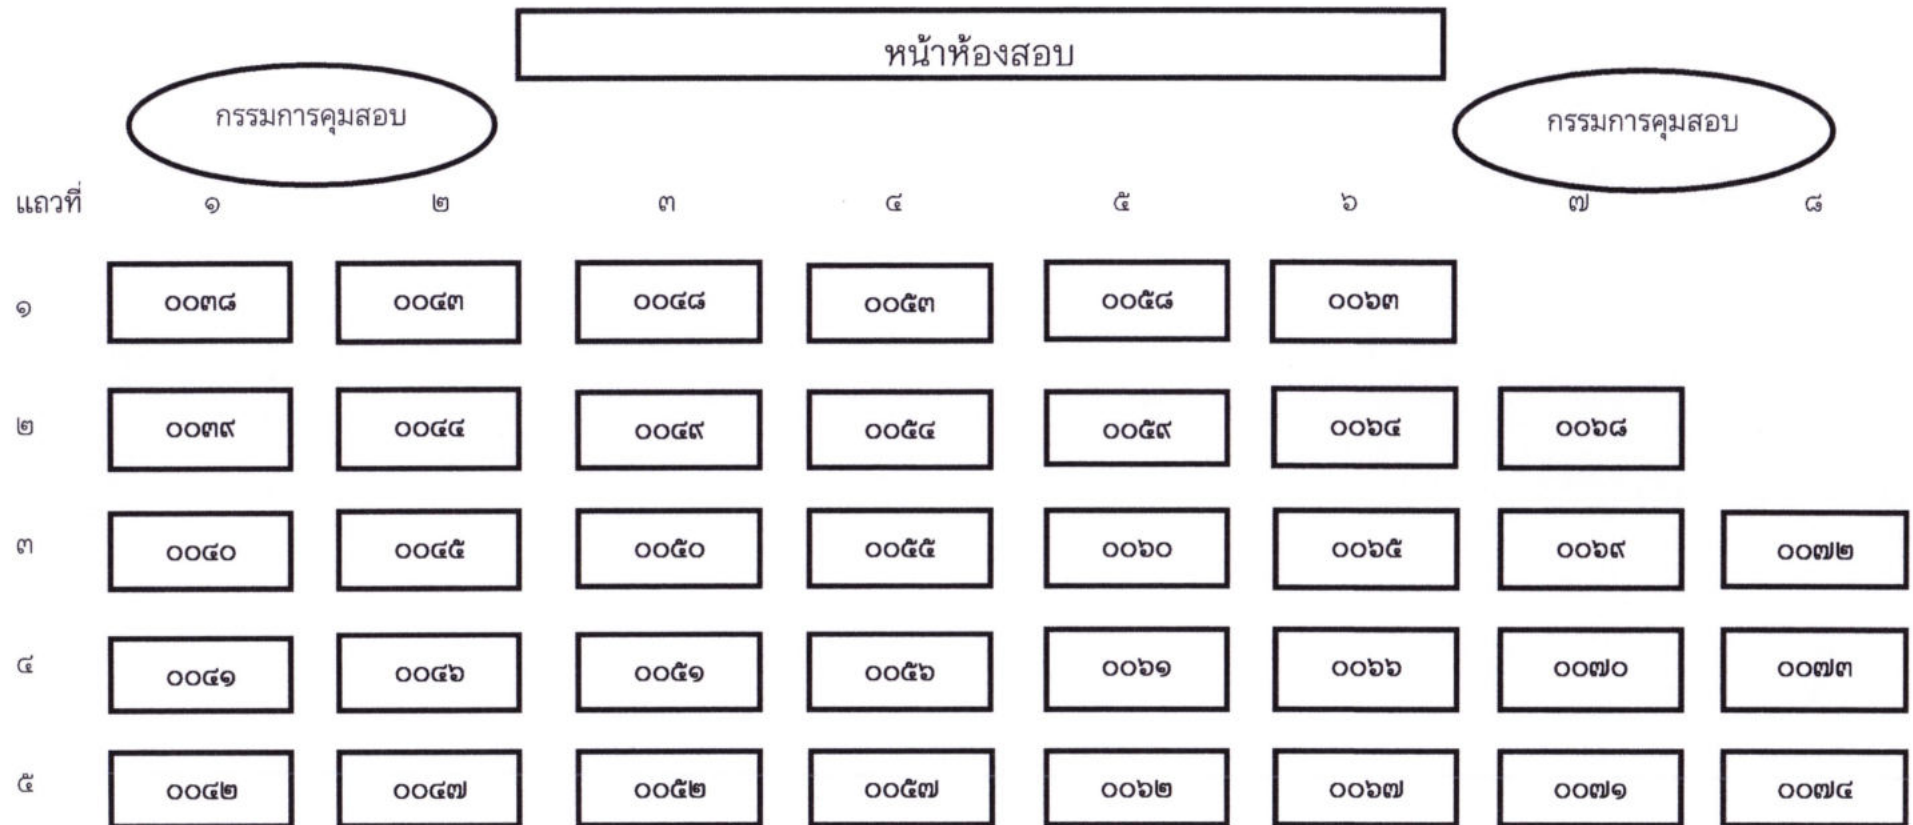 หน้าห้องสอบ
กรรมการคุมสอบ กรรมการคุมสอบ
แถวที่ ๑ ๒ ๓ ๔ ๕ ๖ ๗ ๘
๑ ๐๐๓๘ ๐๐๔๓ ๐๐๔๘ ๐๐๕๓ ๐๐๕๘ ๐๐๖๓
๒ ๐๐๓๙ ๐๐๔๔ ๐๐๔๙ ๐๐๕๔ ๐๐๕๙ ๐๐๖๔ ๐๐๖๘
๓ ๐๐๔๐ ๐๐๔๕ ๐๐๕๐ ๐๐๕๕ ๐๐๖๐ ๐๐๖๕ ๐๐๖๙ ๐๐๗๒
๔ ๐๐๔๑ ๐๐๔๖ ๐๐๕๑ ๐๐๕๖ ๐๐๖๑ ๐๐๖๖ ๐๐๗๐ ๐๐๗๓
๕ ๐๐๔๒ ๐๐๔๗ ๐๐๕๒ ๐๐๕๗ ๐๐๖๒ ๐๐๖๗ ๐๐๗๑ ๐๐๗๔